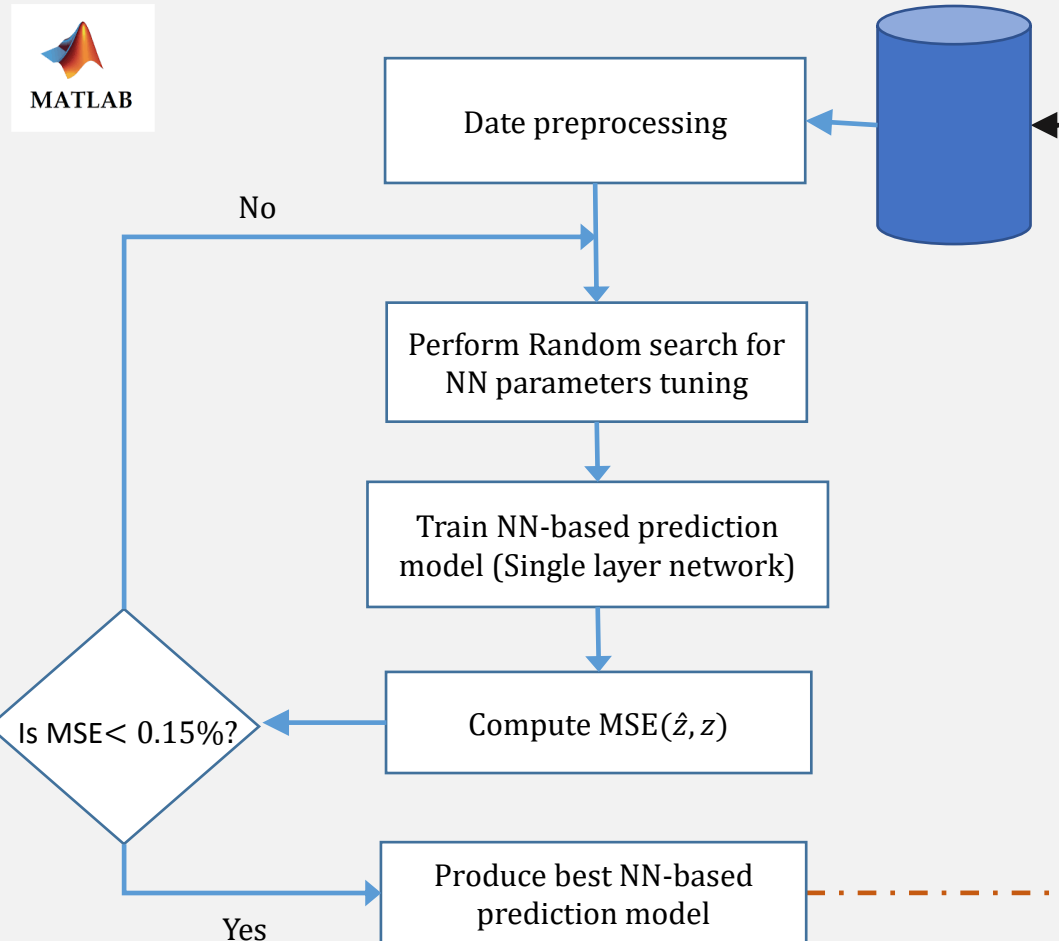 MATLAB
Date preprocessing
No
Perform Random search for
NN parameters tuning
Train NN-based prediction
model (Single layer network)
Is MSE< 0.15%?
Compute MSE(ẑ, z)
Produce best NN-based
prediction model
Yes